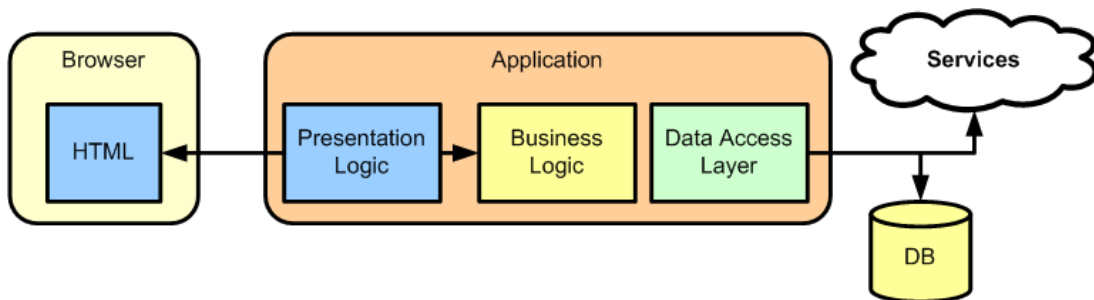 Browser
HTML
Application
Presentation
Logic
Business
Logic
Data Access
Layer
Services
DB